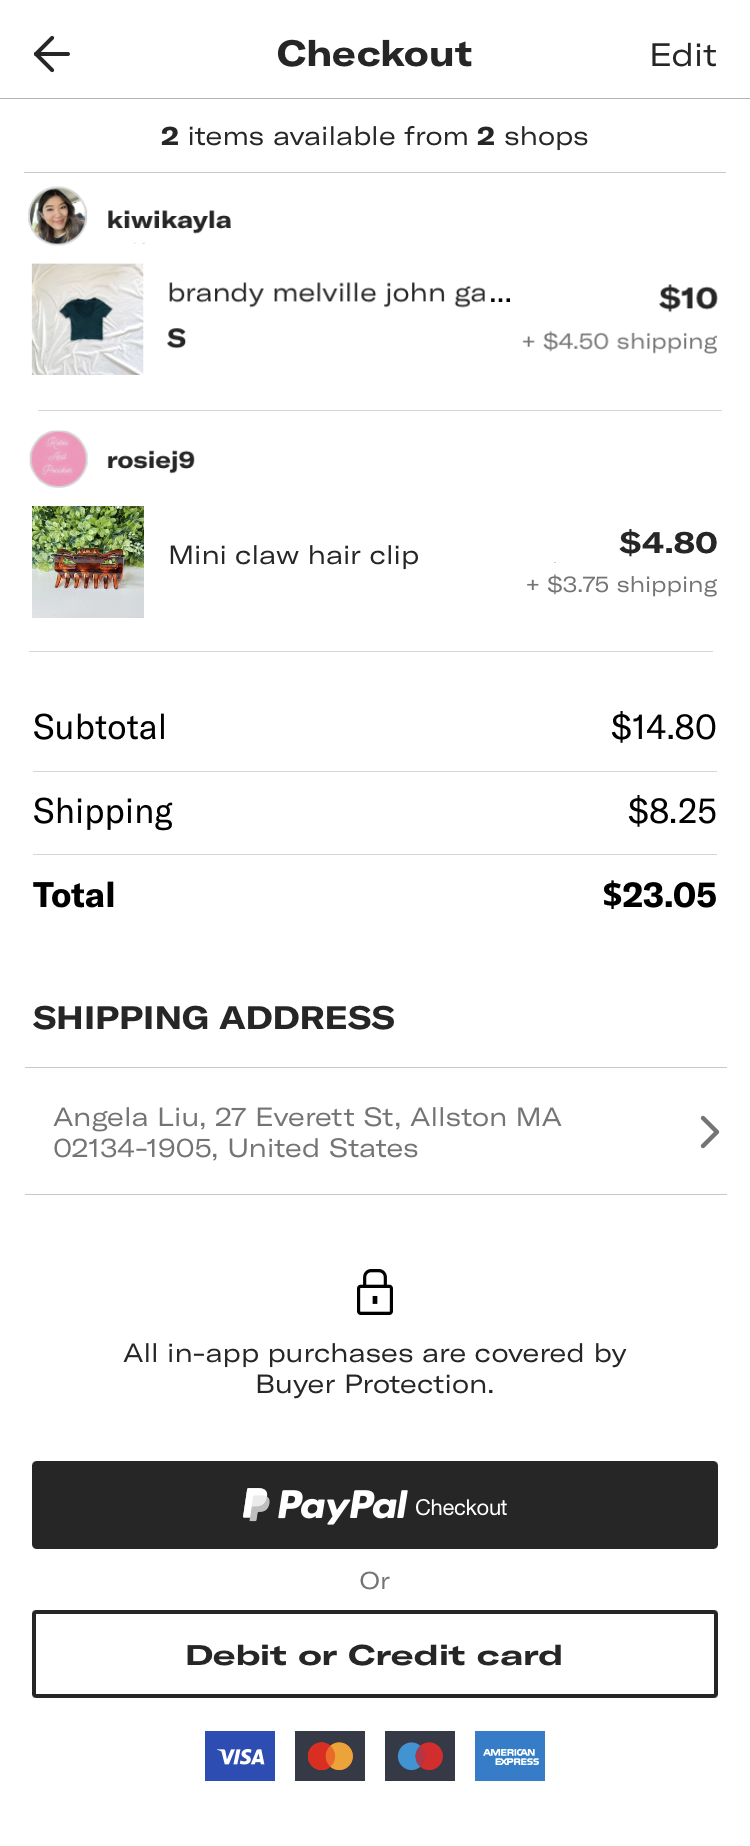 Checkout
Edit
2 items available from 2 shops
kiwikayla
brandy melville john ga...
$10
S
+ $4.50 shipping
rosiej9
Mini claw hair clip
$4.80
+ $3.75 shipping
Subtotal
$14.80
Shipping
$8.25
Total
$23.05
SHIPPING ADDRESS
Angela Liu, 27 Everett St, Allston MA
02134-1905, United States
All in-app purchases are covered by
Buyer Protection.
PayPal Checkout
Or
Debit or Credit card
VISA
AMERICAN
EXPRESS